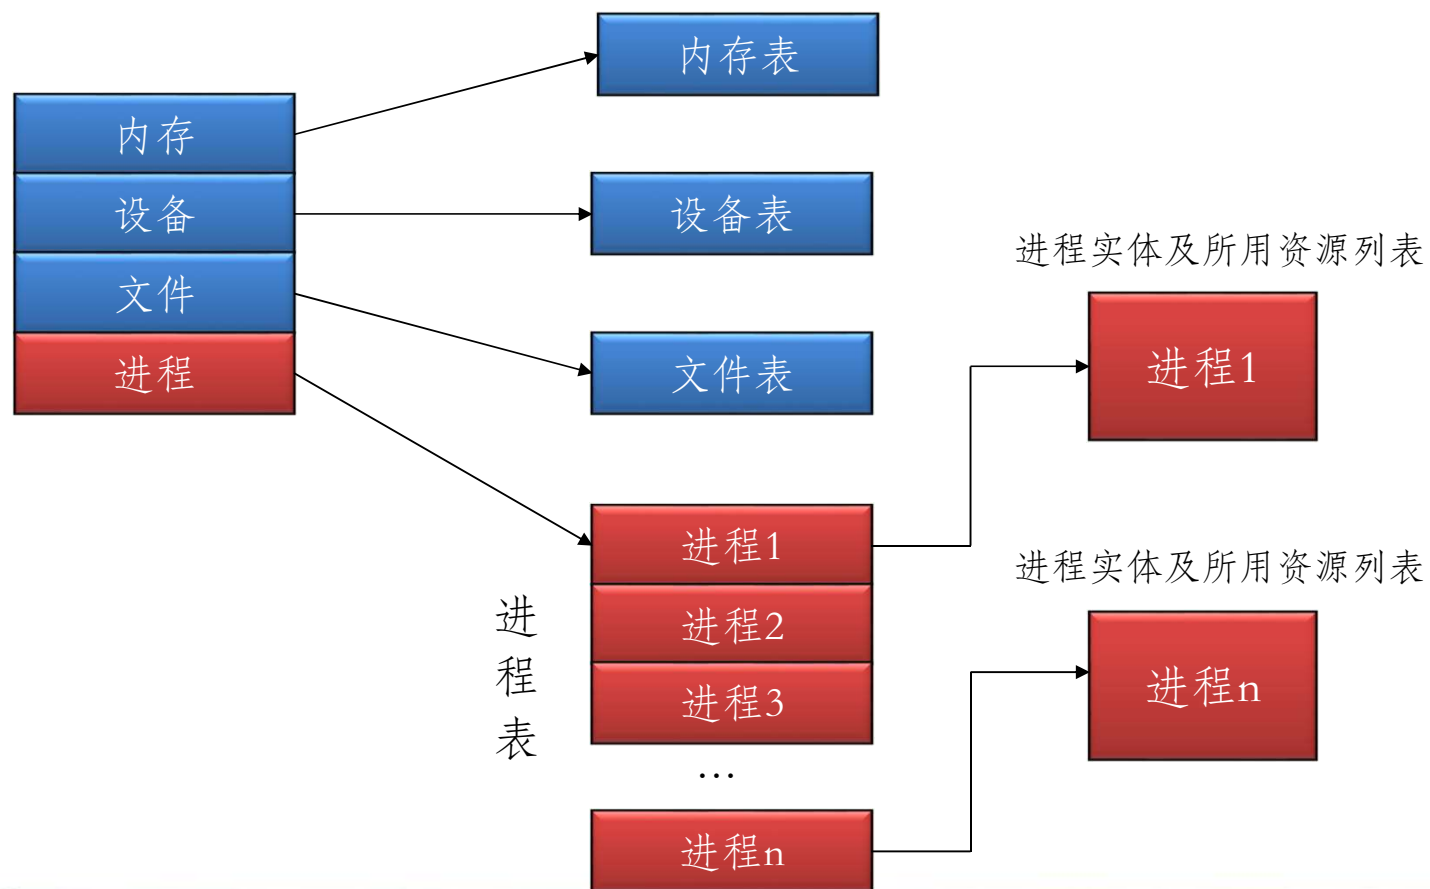 内存
设备
文件
进程
内存表
设备表
文件表
进程表
进程1
进程2
进程3
…
进程n
进程实体及所用资源列表
进程1
进程实体及所用资源列表
进程n